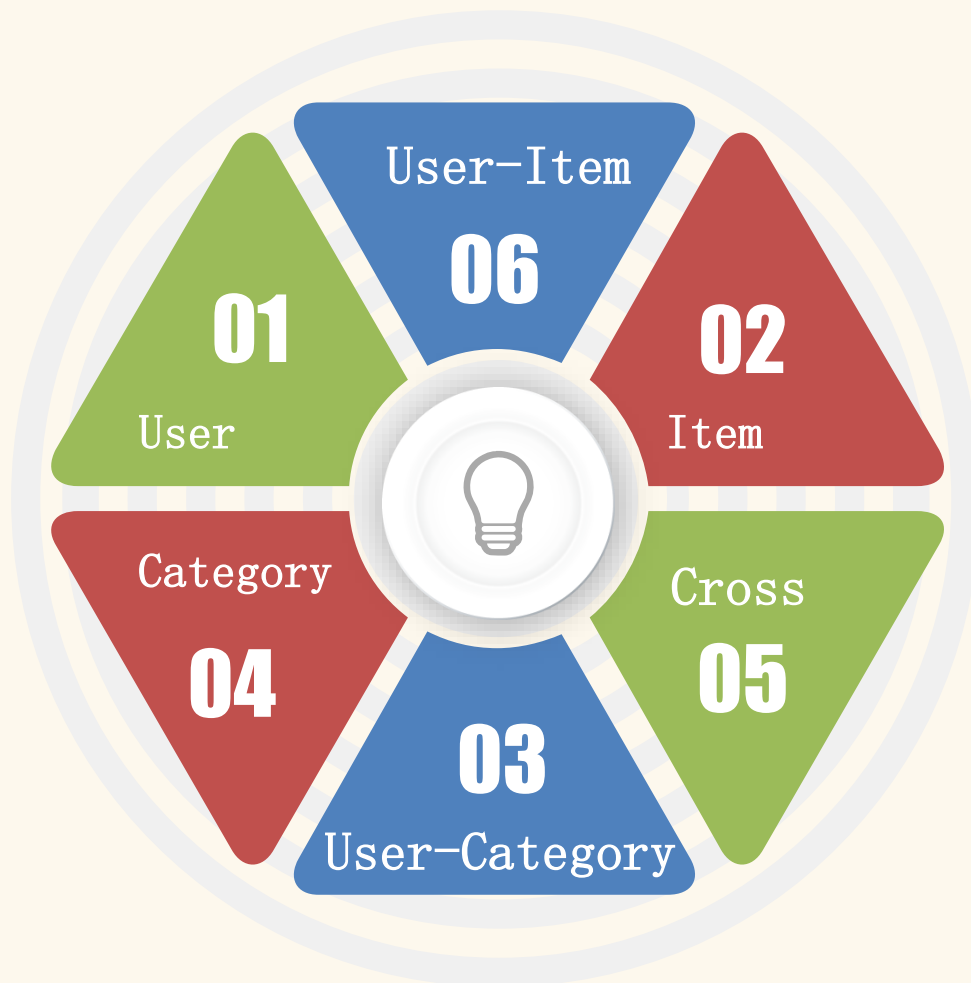 User-Item
06
01
User
02
Item
Category
04
Cross
05
03
User-Category